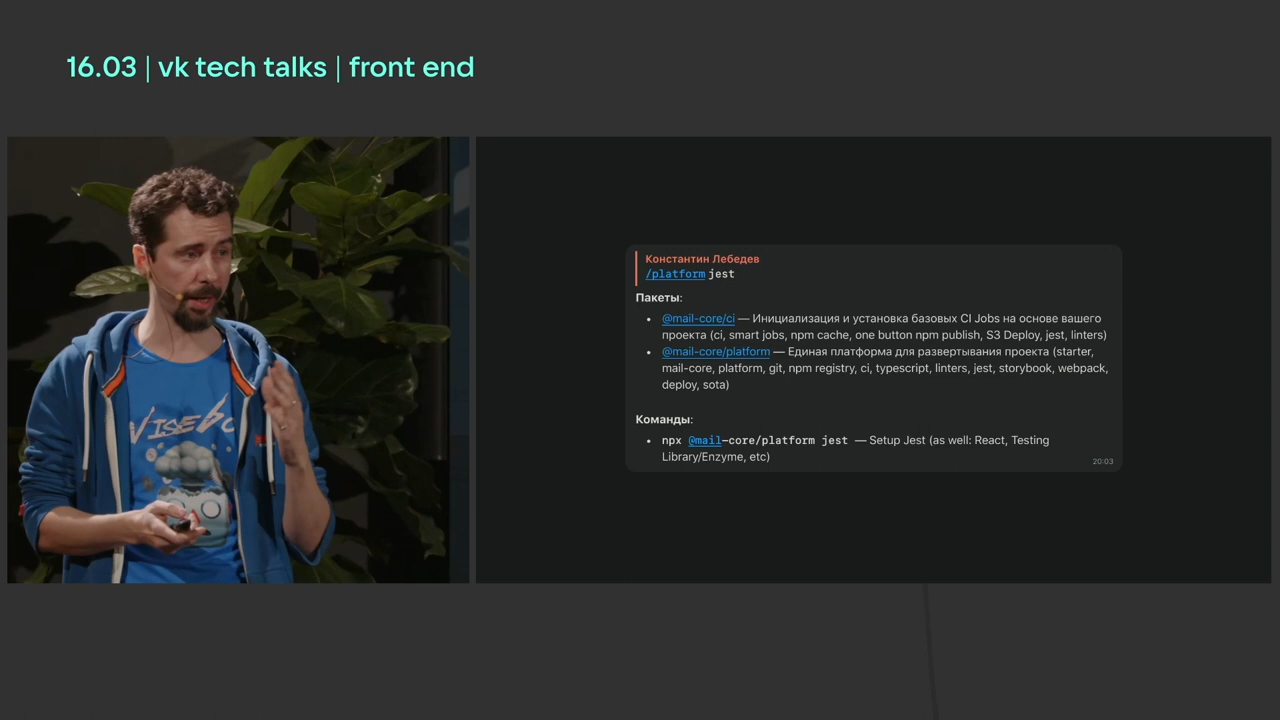 16.03 | vk tech talks | front end
Константин Лебедев
/platform jest
Пакеты:
• @mail-core/ci — Инициализация и установка базовых CI Jobs на основе вашего
проекта (ci, smart jobs, npm cache, one button npm publish, S3 Deploy, jest, linters)
• @mail-core/platform — Единая платформа для развертывания проекта (starter,
mail-core, platform, git, npm registry, ci, typescript, linters, jest, storybook, webpack,
deploy, sota)
Команды:
• npx @mail-core/platform jest — Setup Jest (as well: React, Testing
Library/Enzyme, etc)
20:03